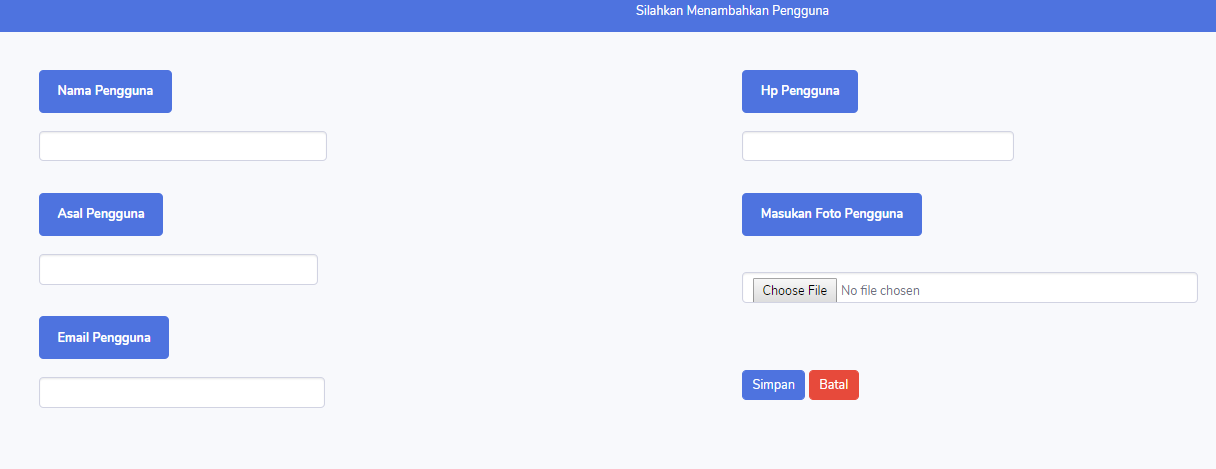 Silahkan Menambahkan Pengguna
Nama Pengguna
Asal Pengguna
Email Pengguna
Hp Pengguna
Masukan Foto Pengguna
Choose File No file chosen
Simpan Batal